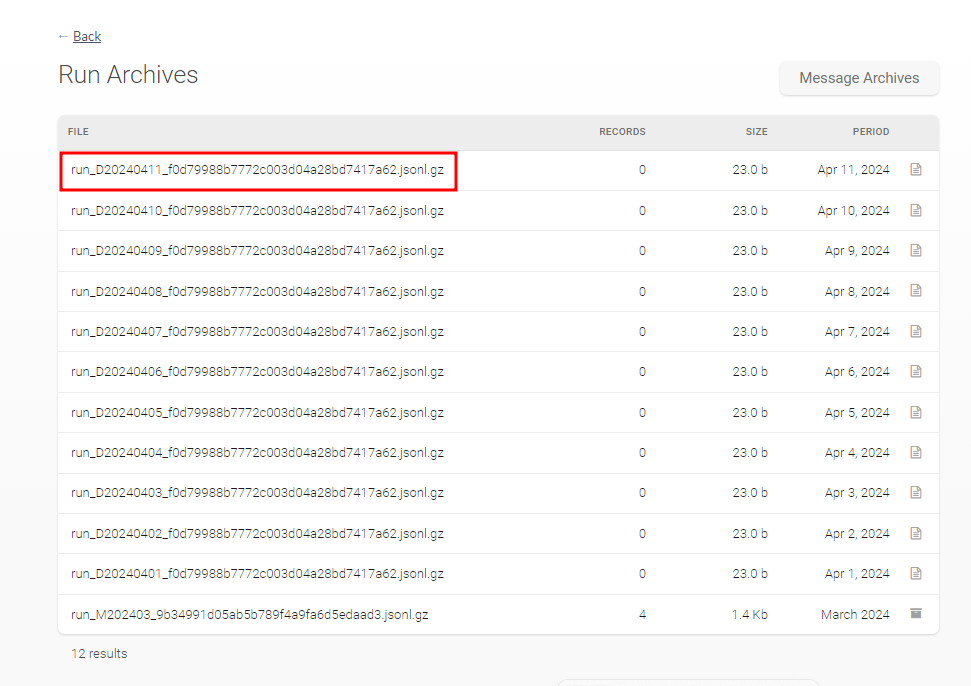 ← Back
Run Archives
Message Archives
FILE RECORDS SIZE PERIOD
run_D20240411_f0d79988b7772c003d04a28bd7417a62.jsonl.gz 0 23.0 b Apr 11, 2024
run_D20240410_f0d79988b7772c003d04a28bd7417a62.jsonl.gz 0 23.0 b Apr 10, 2024
run_D20240409_f0d79988b7772c003d04a28bd7417a62.jsonl.gz 0 23.0 b Apr 9, 2024
run_D20240408_f0d79988b7772c003d04a28bd7417a62.jsonl.gz 0 23.0 b Apr 8, 2024
run_D20240407_f0d79988b7772c003d04a28bd7417a62.jsonl.gz 0 23.0 b Apr 7, 2024
run_D20240406_f0d79988b7772c003d04a28bd7417a62.jsonl.gz 0 23.0 b Apr 6, 2024
run_D20240405_f0d79988b7772c003d04a28bd7417a62.jsonl.gz 0 23.0 b Apr 5, 2024
run_D20240404_f0d79988b7772c003d04a28bd7417a62.jsonl.gz 0 23.0 b Apr 4, 2024
run_D20240403_f0d79988b7772c003d04a28bd7417a62.jsonl.gz 0 23.0 b Apr 3, 2024
run_D20240402_f0d79988b7772c003d04a28bd7417a62.jsonl.gz 0 23.0 b Apr 2, 2024
run_D20240401_f0d79988b7772c003d04a28bd7417a62.jsonl.gz 0 23.0 b Apr 1, 2024
run_M202403_9b34991d05ab5b789f4a9fa6d5edaad3.jsonl.gz 4 1.4 Kb March 2024
12 results